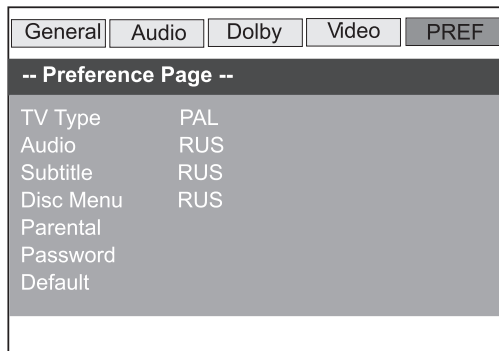 General Audio Dolby Video PREF
-- Preference Page --
TV Type PAL
Audio RUS
Subtitle RUS
Disc Menu RUS
Parental
Password
Default